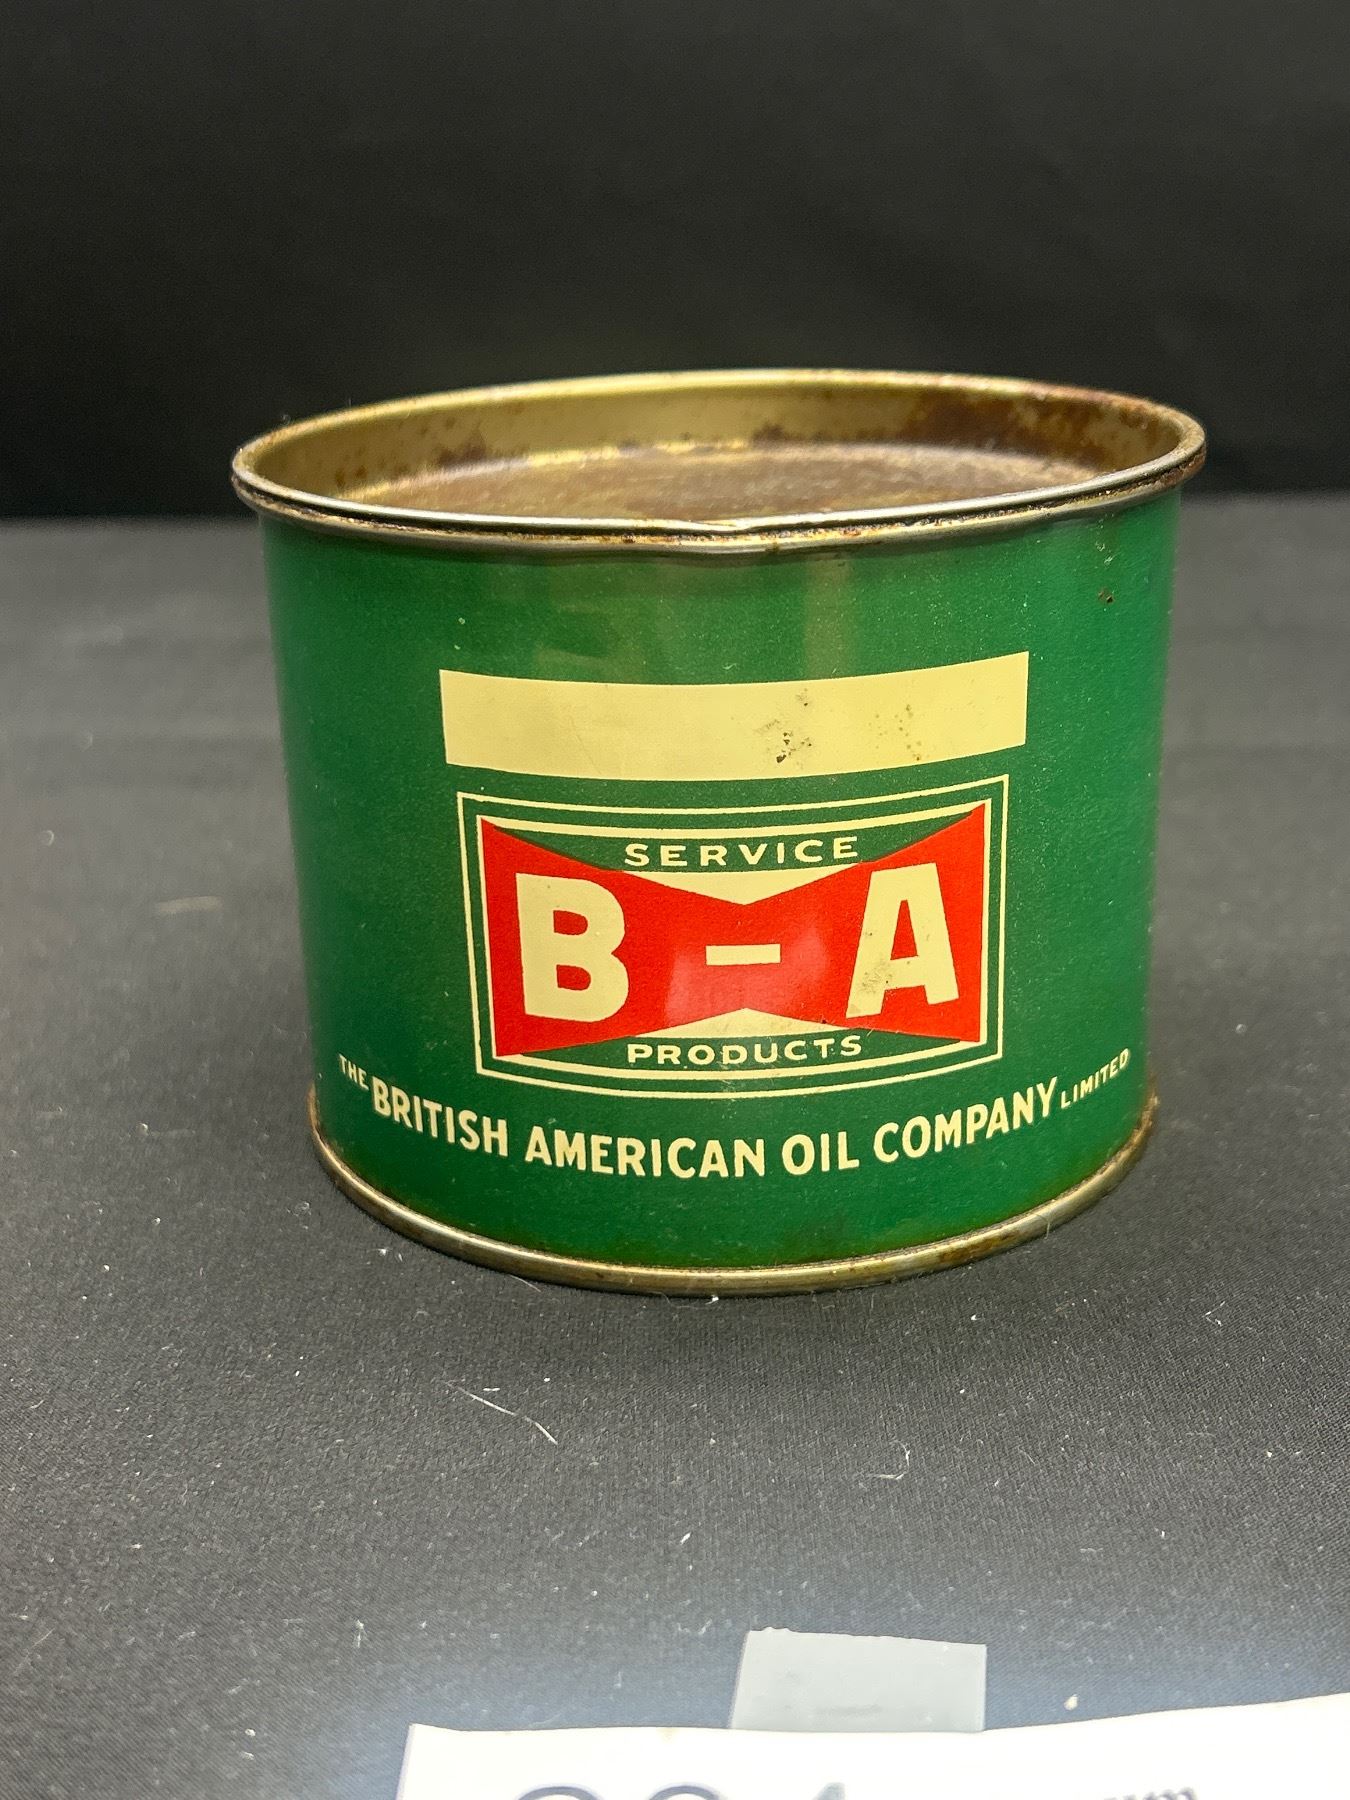 SERVICE
B-A
PRODUCTS
THE BRITISH AMERICAN OIL COMPANY LIMITED